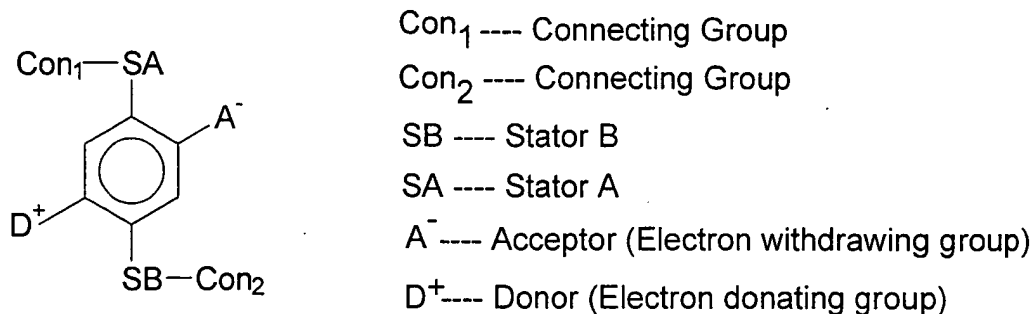 Con₁—SA
A⁻
D⁺
SB—Con₂
Con₁ ---- Connecting Group
Con₂ ---- Connecting Group
SB ---- Stator B
SA ---- Stator A
A⁻---- Acceptor (Electron withdrawing group)
D⁺---- Donor (Electron donating group)